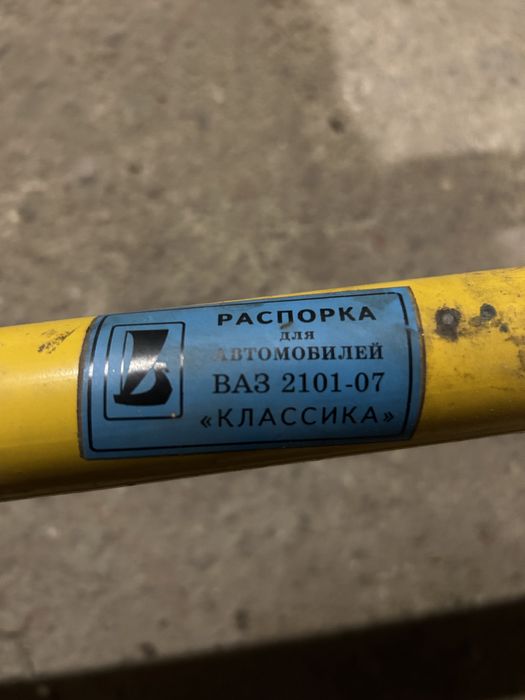 РАСПОРКА
для
АВТОМОБИЛЕЙ
ВАЗ 2101-07
«КЛАССИКА»